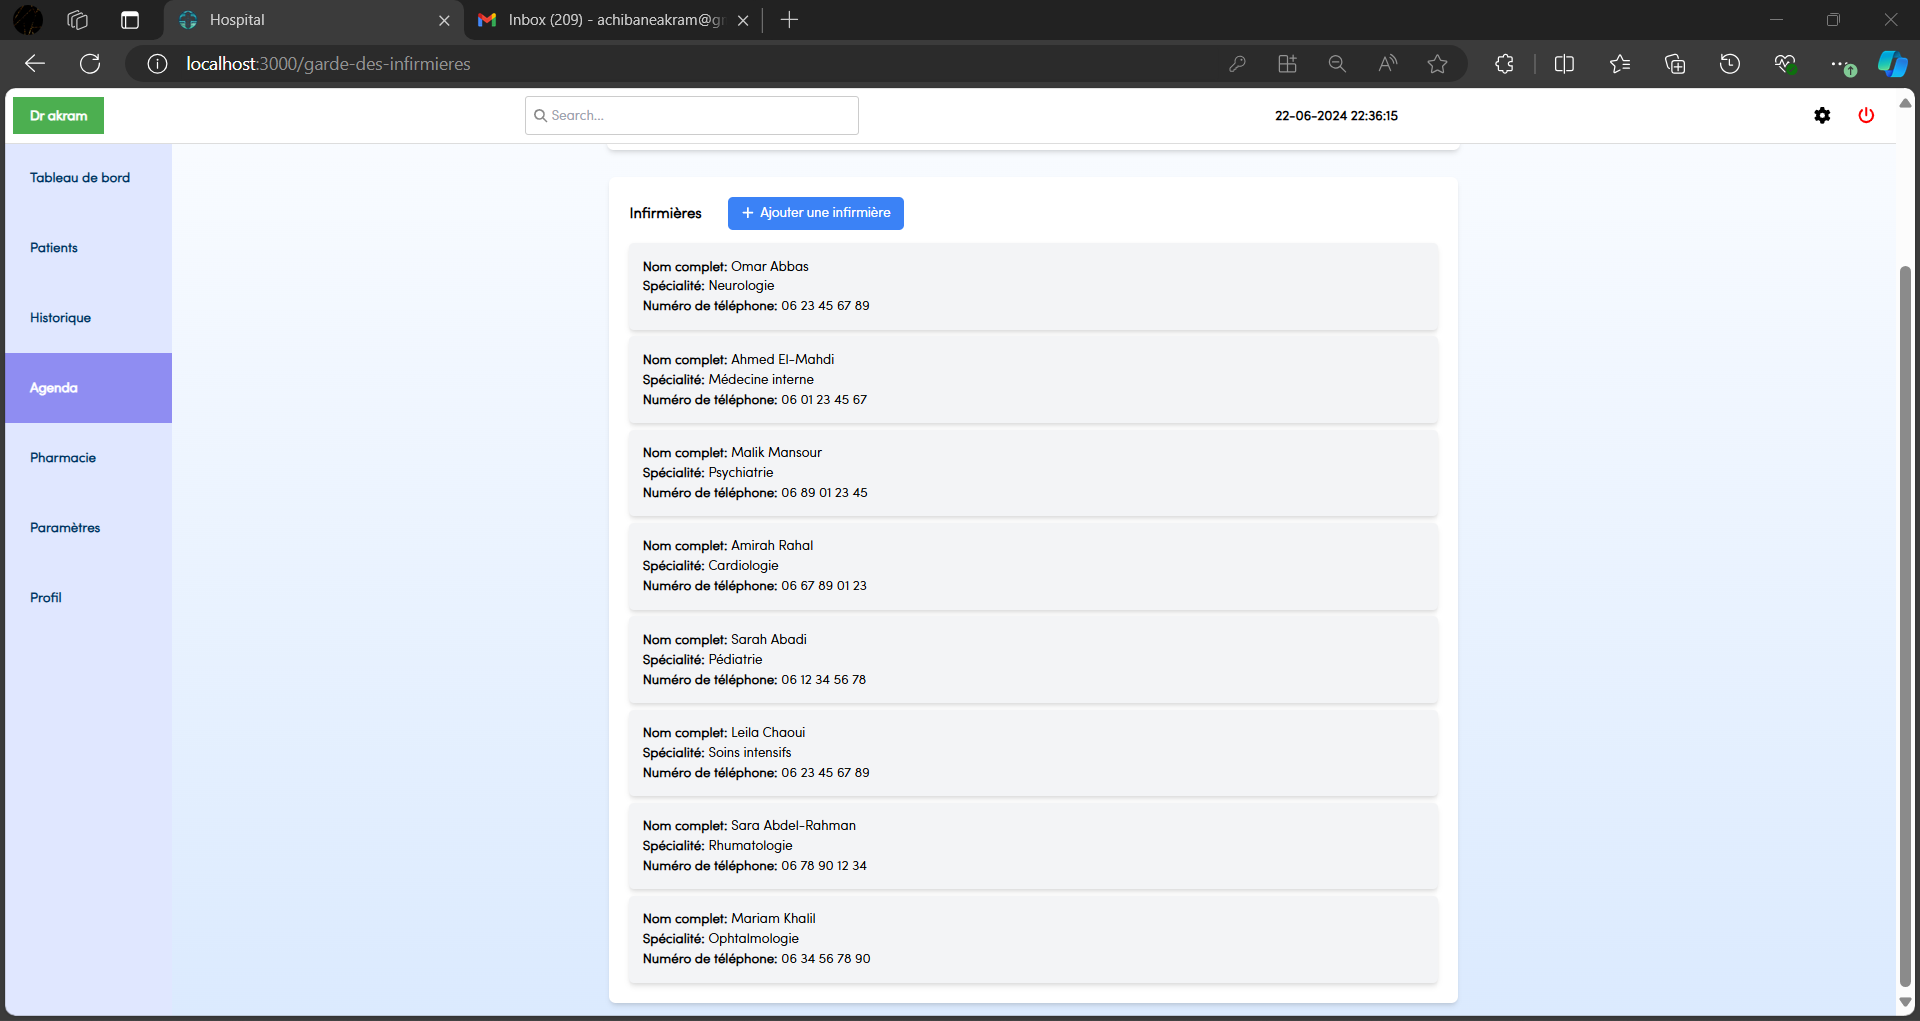 Hospital
Inbox (209) - achibaneakram@gr
localhost:3000/garde-des-infirmieres
Dr akram
Search...
22-06-2024 22:36:15
Tableau de bord
Patients
Historique
Agenda
Pharmacie
Paramètres
Profil
Infirmières
+ Ajouter une infirmière
Nom complet: Omar Abbas
Spécialité: Neurologie
Numéro de téléphone: 06 23 45 67 89
Nom complet: Ahmed El-Mahdi
Spécialité: Médecine interne
Numéro de téléphone: 06 01 23 45 67
Nom complet: Malik Mansour
Spécialité: Psychiatrie
Numéro de téléphone: 06 89 01 23 45
Nom complet: Amirah Rahal
Spécialité: Cardiologie
Numéro de téléphone: 06 67 89 01 23
Nom complet: Sarah Abadi
Spécialité: Pédiatrie
Numéro de téléphone: 06 12 34 56 78
Nom complet: Leila Chaoui
Spécialité: Soins intensifs
Numéro de téléphone: 06 23 45 67 89
Nom complet: Sara Abdel-Rahman
Spécialité: Rhumatologie
Numéro de téléphone: 06 78 90 12 34
Nom complet: Mariam Khalil
Spécialité: Ophtalmologie
Numéro de téléphone: 06 34 56 78 90